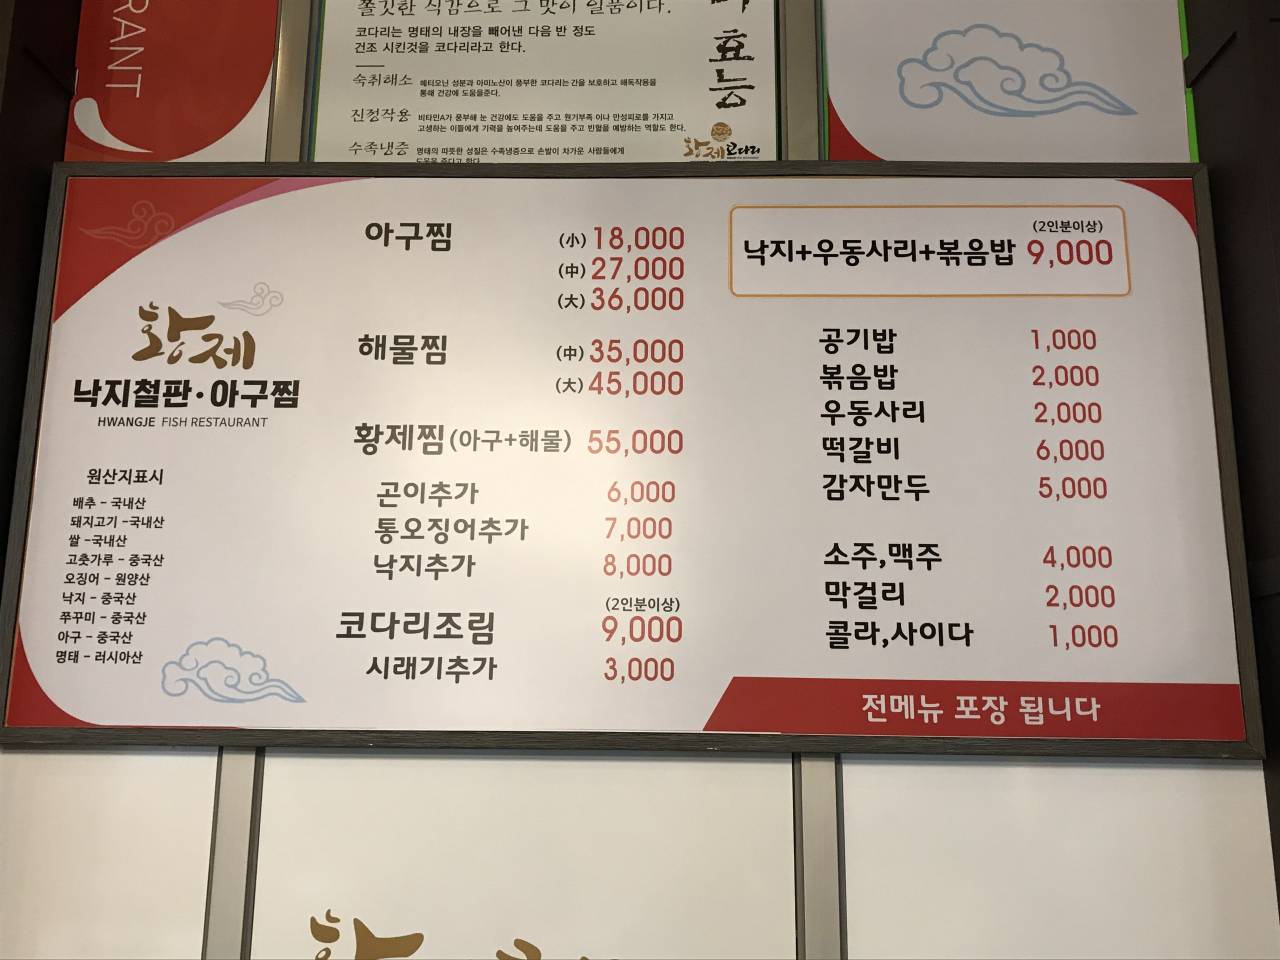 RANT
쫄깃한 식감으로 그 맛이 일품이다.
코다리는 명태의 내장을 빼어낸 다음 반 정도
건조 시킨것을 코다리라고 한다.
숙취해소 메티오닌 성분과 아미노산이 풍부한 코다리는 간을 보호하고 해독작용을
통해 건강에 도움을준다.
진정작용 비타민A가 풍부해 눈 건강에도 도움을 주고 원기부족 이나 만성피로를 가지고
고생하는 이들에게 기력을 높여주는데 도움을 주고 빈혈을 예방하는 역할도 한다.
수족냉증 명태의 따뜻한 성질은 수족냉증으로 손발이 차가운 사람들에게
도움을 준다고 한다.
효능
황제코다리
황제
낙지철판·아구찜
HWANGJE FISH RESTAURANT
원산지표시
배추 - 국내산
돼지고기 -국내산
쌀 -국내산
고춧가루 - 중국산
오징어 - 원양산
낙지 - 중국산
쭈꾸미 - 중국산
아구 - 중국산
명태 - 러시아산
아구찜 (小) 18,000
(中) 27,000
(大) 36,000
해물찜 (中) 35,000
(大) 45,000
황제찜(아구+해물) 55,000
곤이추가 6,000
통오징어추가 7,000
낙지추가 8,000
(2인분이상)
코다리조림 9,000
시래기추가 3,000
(2인분이상)
낙지+우동사리+볶음밥 9,000
공기밥 1,000
볶음밥 2,000
우동사리 2,000
떡갈비 6,000
감자만두 5,000
소주,맥주 4,000
막걸리 2,000
콜라,사이다 1,000
전메뉴 포장 됩니다